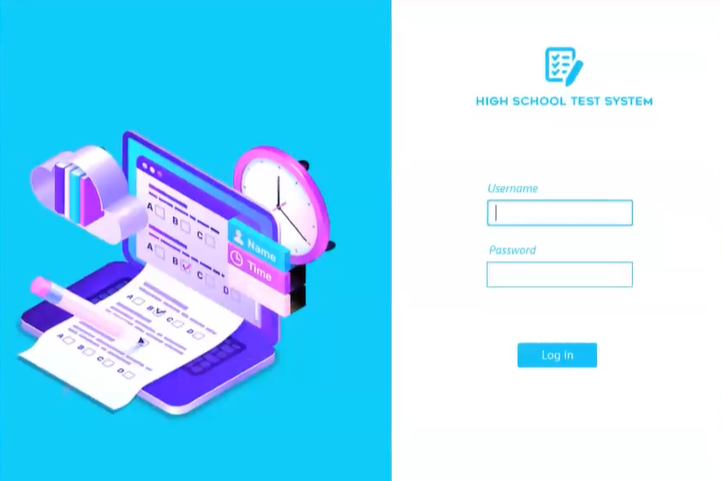 HIGH SCHOOL TEST SYSTEM
Username
Password
Log In
A B C
A B C D
Name
Time
A B C D
A B C D